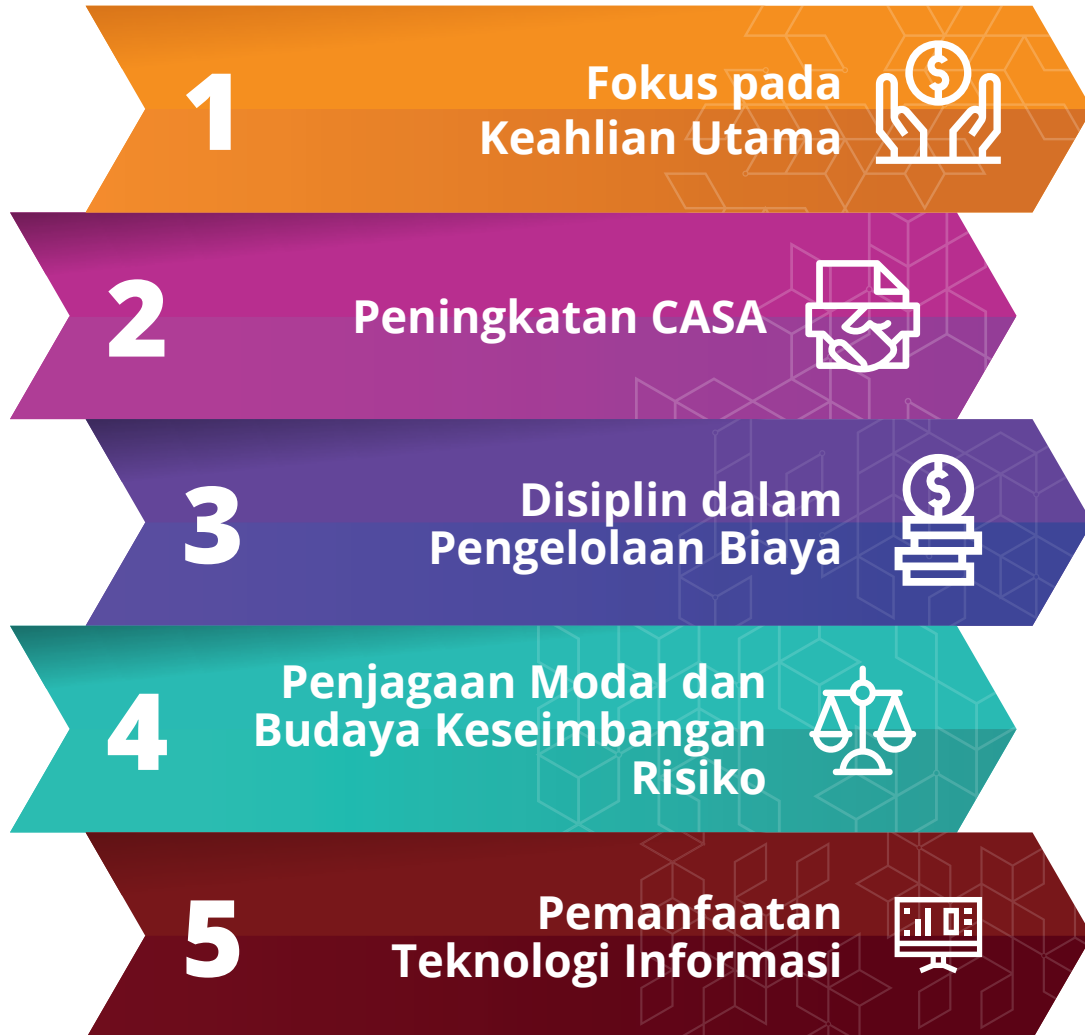 1
Fokus pada
Keahlian Utama
2
Peningkatan CASA
3
Disiplin dalam
Pengelolaan Biaya
4
Penjagaan Modal dan
Budaya Keseimbangan
Risiko
5
Pemanfaatan
Teknologi Informasi